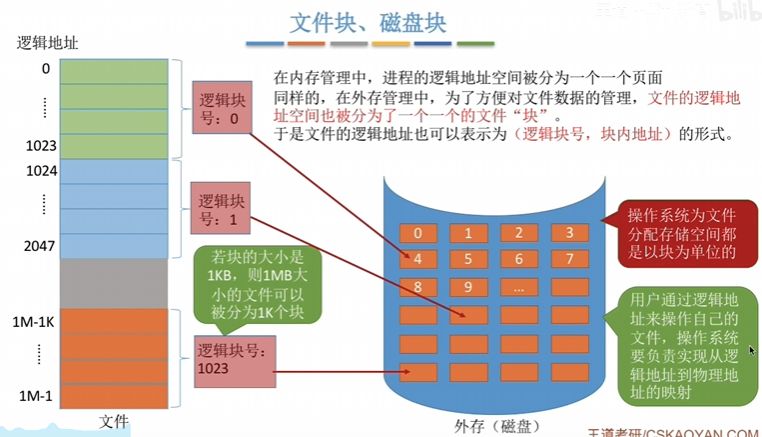 文件块、磁盘块
bilibili
逻辑地址
0
1023
1024
2047
1M-1K
1M-1
文件
逻辑块
号：0
逻辑块
号：1
若块的大小是
1KB，则1MB大
小的文件可以
被分为1K个块
逻辑块号：
1023
在内存管理中，进程的逻辑地址空间被分为一个一个页面
同样的，在外存管理中，为了方便对文件数据的管理，文件的逻辑地
址空间也被分为了一个一个的文件“块”。
于是文件的逻辑地址也可以表示为（逻辑块号，块内地址）的形式。
0 1 2 3
4 5 6 7
8 9 ...
外存（磁盘）
操作系统为文件
分配存储空间都
是以块为单位的
用户通过逻辑地
址来操作自己的
文件，操作系统
要负责实现从逻
辑地址到物理地
址的映射
王道考研/CSKAOYAN.COM